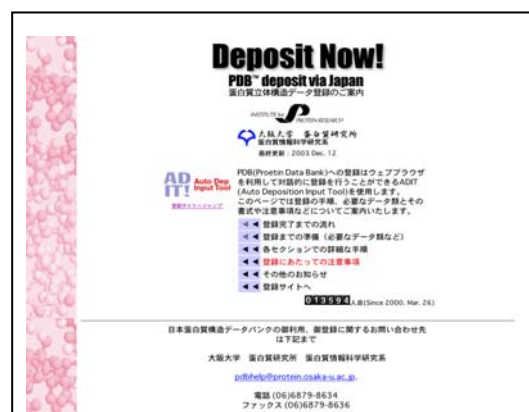 Deposit Now!
PDB™ deposit via Japan
蛋白質立体構造データ登録のご案内
INSTITUTE for PROTEIN RESEARCH
大阪大学 蛋白質研究所
蛋白質情報科学研究系
最終更新：2003 Dec. 12
AD IT! Auto Dep Input Tool
登録サイトへジャンプ
PDB(Proetin Data Bank)への登録はウェブブラウザ
を利用して対話的に登録を行うことができるADIT
(Auto Deposition Input Tool)を使用します。
このページでは登録の手順、必要なデータ類とその
書式や注意事項などについてご案内いたします。
◀◀ 登録完了までの流れ
◀◀ 登録までの準備（必要なデータ類など）
◀◀ 各セクションでの詳細な手順
◀◀ 登録にあたっての注意事項
◀◀ その他のお知らせ
◀◀ 登録サイトへ
013594人目(Since 2000, Mar. 26)
日本蛋白質構造データバンクの御利用、御登録に関するお問い合わせ先
は下記まで
大阪大学 蛋白質研究所 蛋白質情報科学研究系
pdbhelp@protein.osaka-u.ac.jp.
電話 (06)6879-8634
ファックス (06)6879-8636